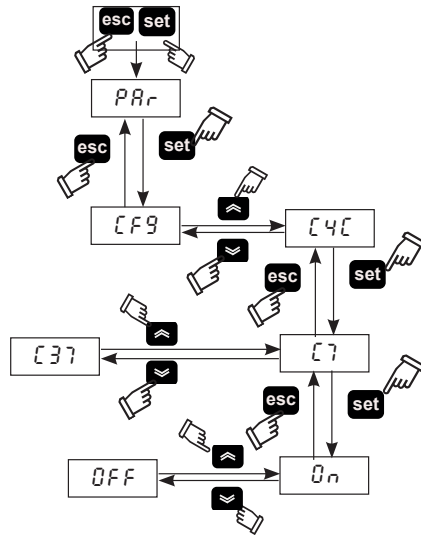 esc set
PAr
esc set
CF9
C4C
esc set
C37
C7
esc set
OFF
On